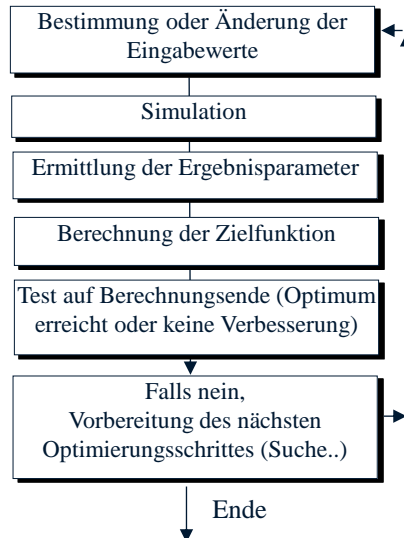 Bestimmung oder Änderung der
Eingabewerte
Simulation
Ermittlung der Ergebnisparameter
Berechnung der Zielfunktion
Test auf Berechnungsende (Optimum
erreicht oder keine Verbesserung)
Falls nein,
Vorbereitung des nächsten
Optimierungsschrittes (Suche..)
Ende